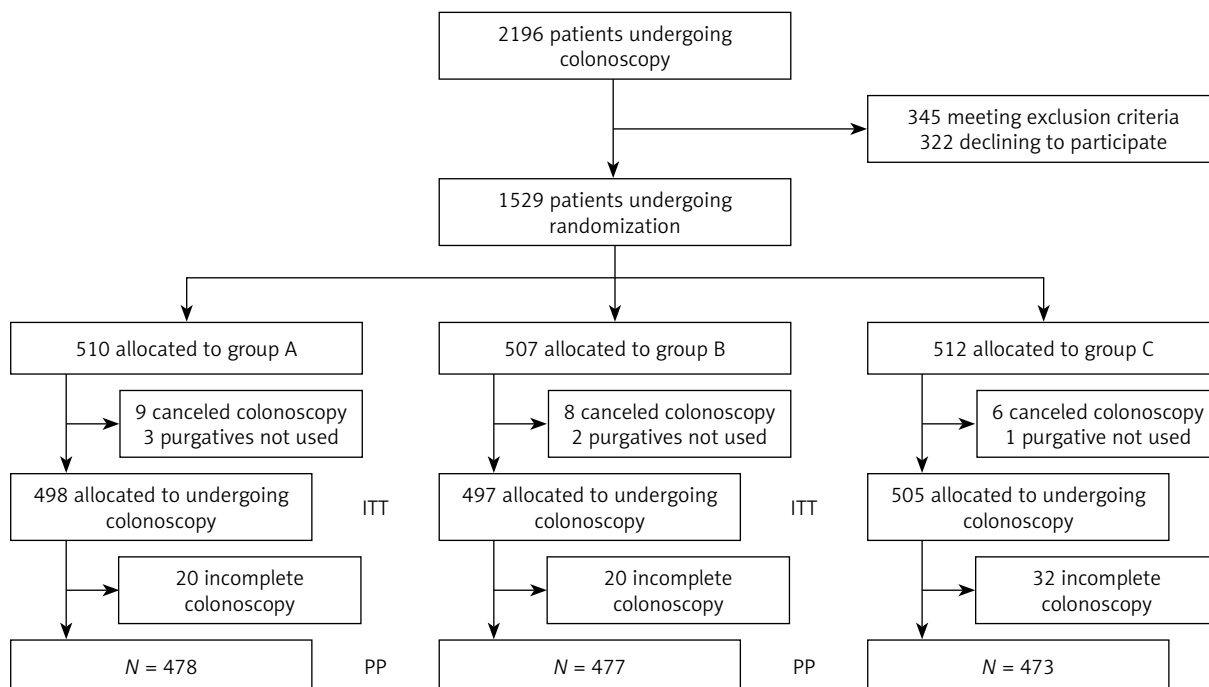 2196 patients undergoing
colonoscopy
345 meeting exclusion criteria
322 declining to participate
1529 patients undergoing
randomization
510 allocated to group A
507 allocated to group B
512 allocated to group C
9 canceled colonoscopy
3 purgatives not used
8 canceled colonoscopy
2 purgatives not used
6 canceled colonoscopy
1 purgative not used
498 allocated to undergoing
colonoscopy
ITT
497 allocated to undergoing
colonoscopy
ITT
505 allocated to undergoing
colonoscopy
20 incomplete
colonoscopy
20 incomplete
colonoscopy
32 incomplete
colonoscopy
N = 478
PP
N = 477
PP
N = 473